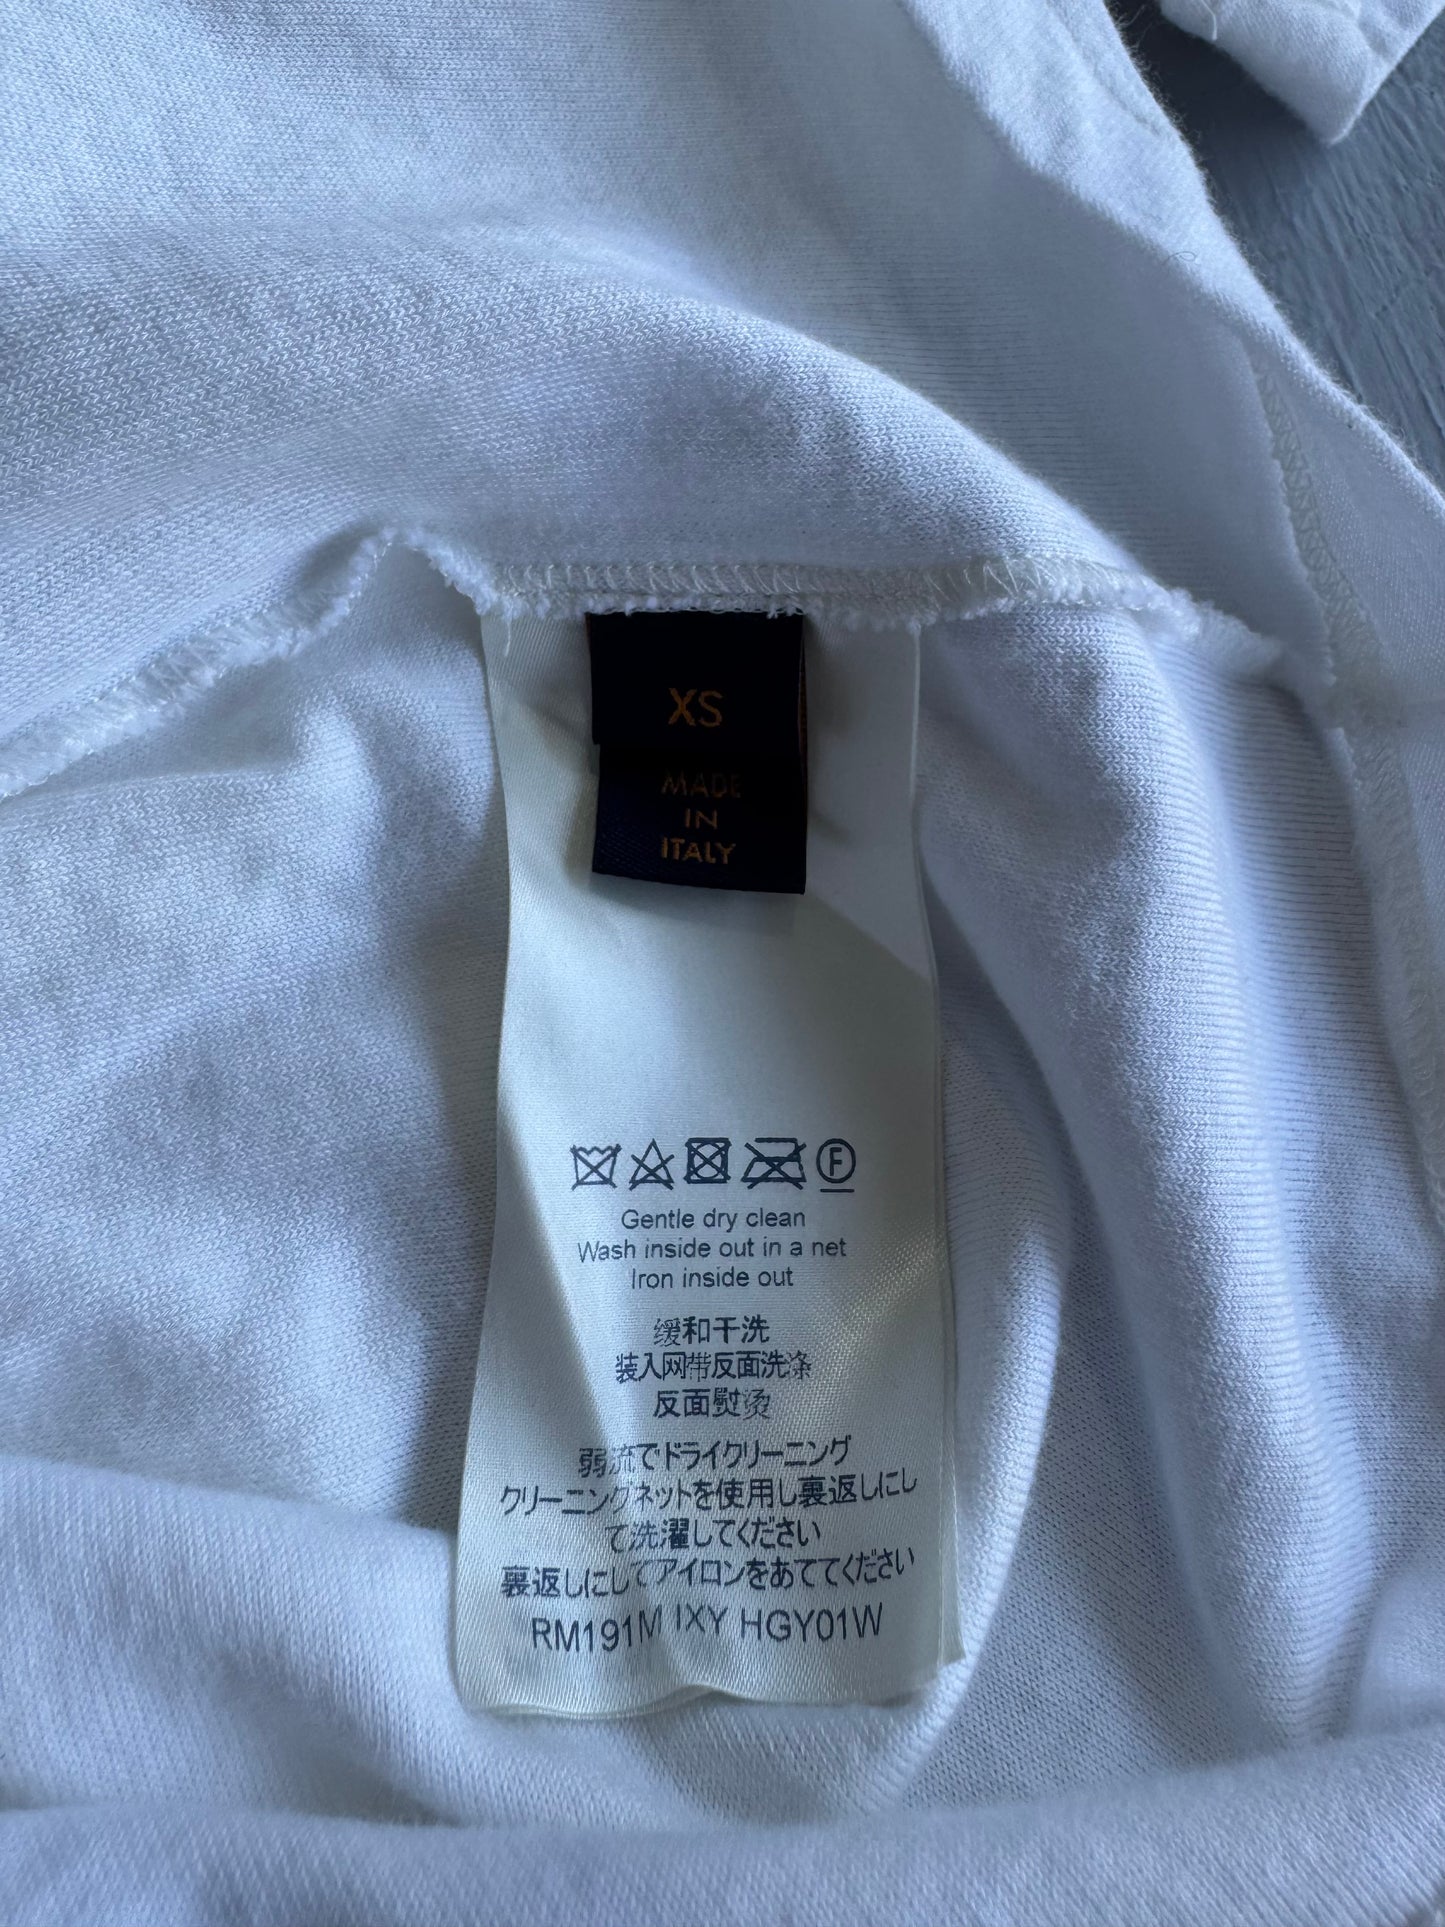 XS
MADE
IN
ITALY
F
Gentle dry clean
Wash inside out in a net
Iron inside out
缓和干洗
装入网带反面洗涤
反面熨烫
弱流でドライクリーニング
クリーニングネットを使用し裏返しにし
て洗濯してください
裏返しにしてアイロンをあててください
RM191M IXY HGY01W